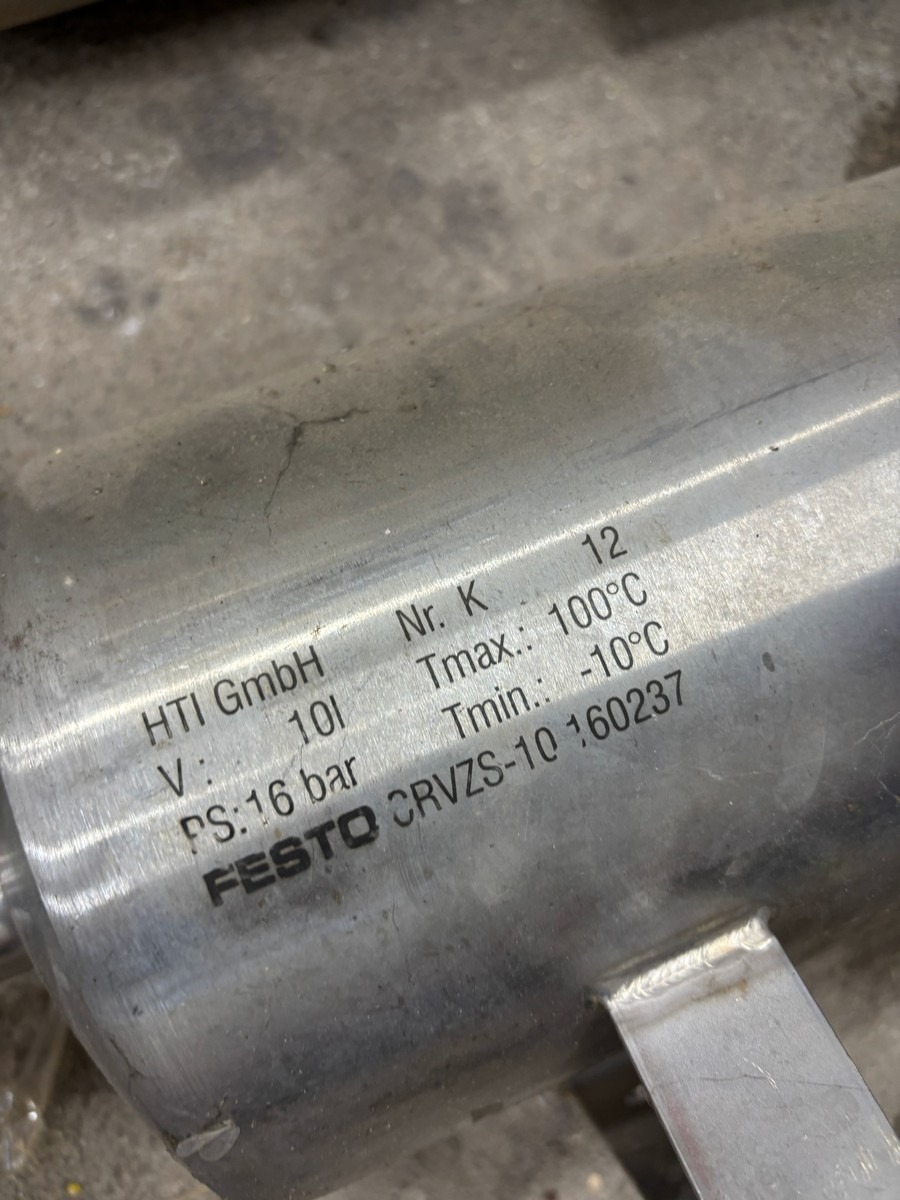 HTI GmbH Nr. K 12
V: 10l Tmax.: 100°C
PS:16 bar Tmin.: -10°C
FESTO CRVZS-10 160237